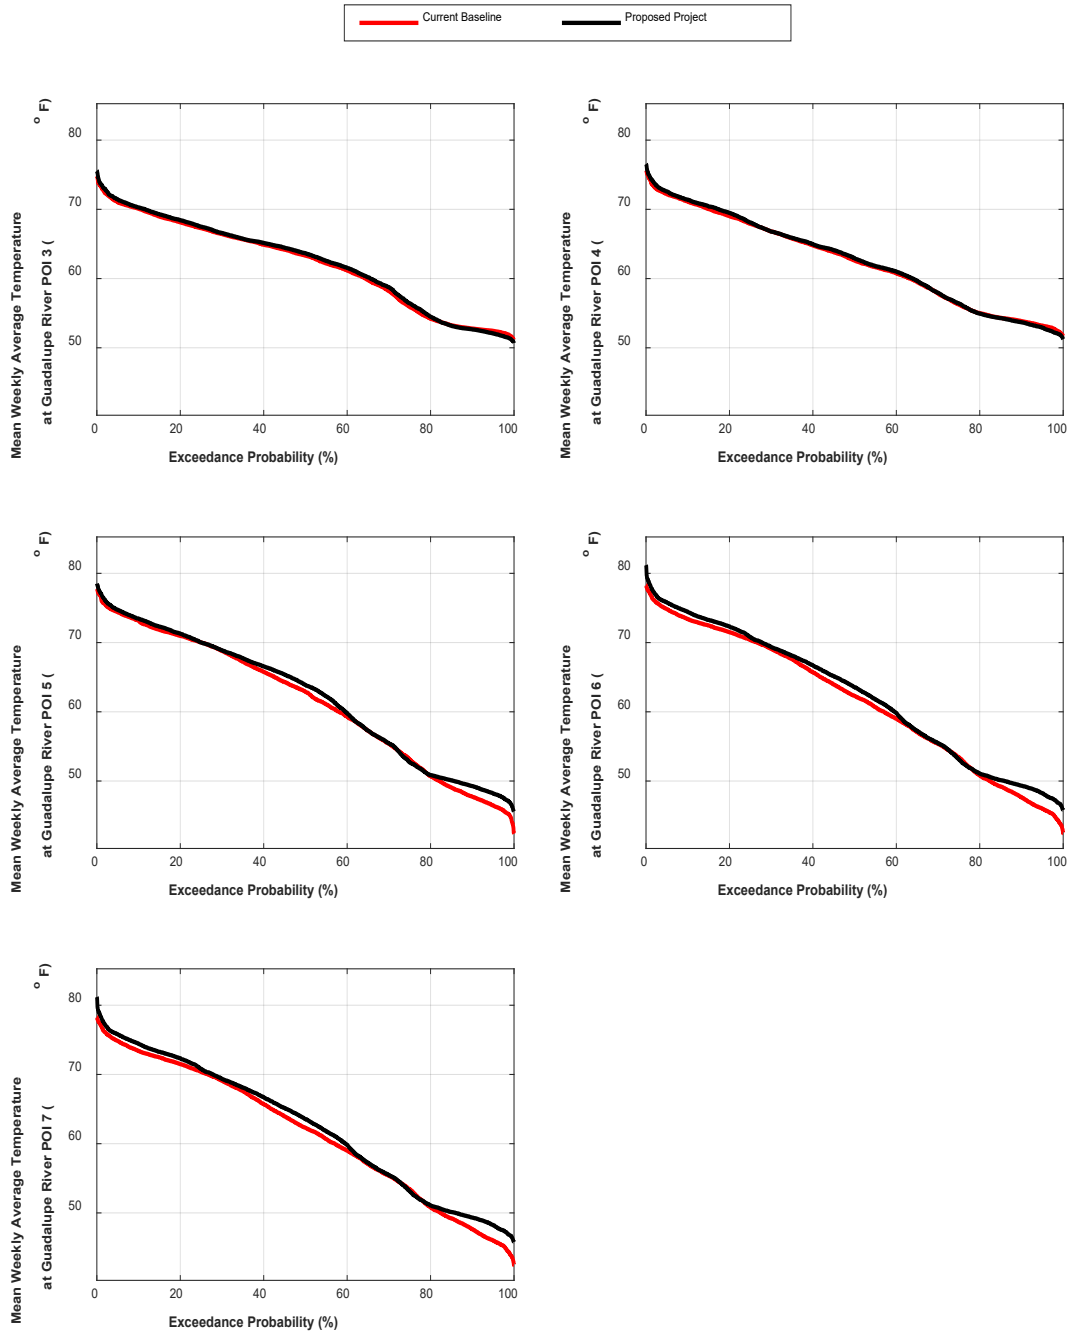 Current Baseline
Proposed Project
Mean Weekly Average Temperature
at Guadalupe River POI 3 (
o F)
80
70
60
50
0 20 40 60 80 100
Exceedance Probability (%)
Mean Weekly Average Temperature
at Guadalupe River POI 4 (
o F)
80
70
60
50
0 20 40 60 80 100
Exceedance Probability (%)
Mean Weekly Average Temperature
at Guadalupe River POI 5 (
o F)
80
70
60
50
0 20 40 60 80 100
Exceedance Probability (%)
Mean Weekly Average Temperature
at Guadalupe River POI 6 (
o F)
80
70
60
50
0 20 40 60 80 100
Exceedance Probability (%)
Mean Weekly Average Temperature
at Guadalupe River POI 7 (
o F)
80
70
60
50
0 20 40 60 80 100
Exceedance Probability (%)